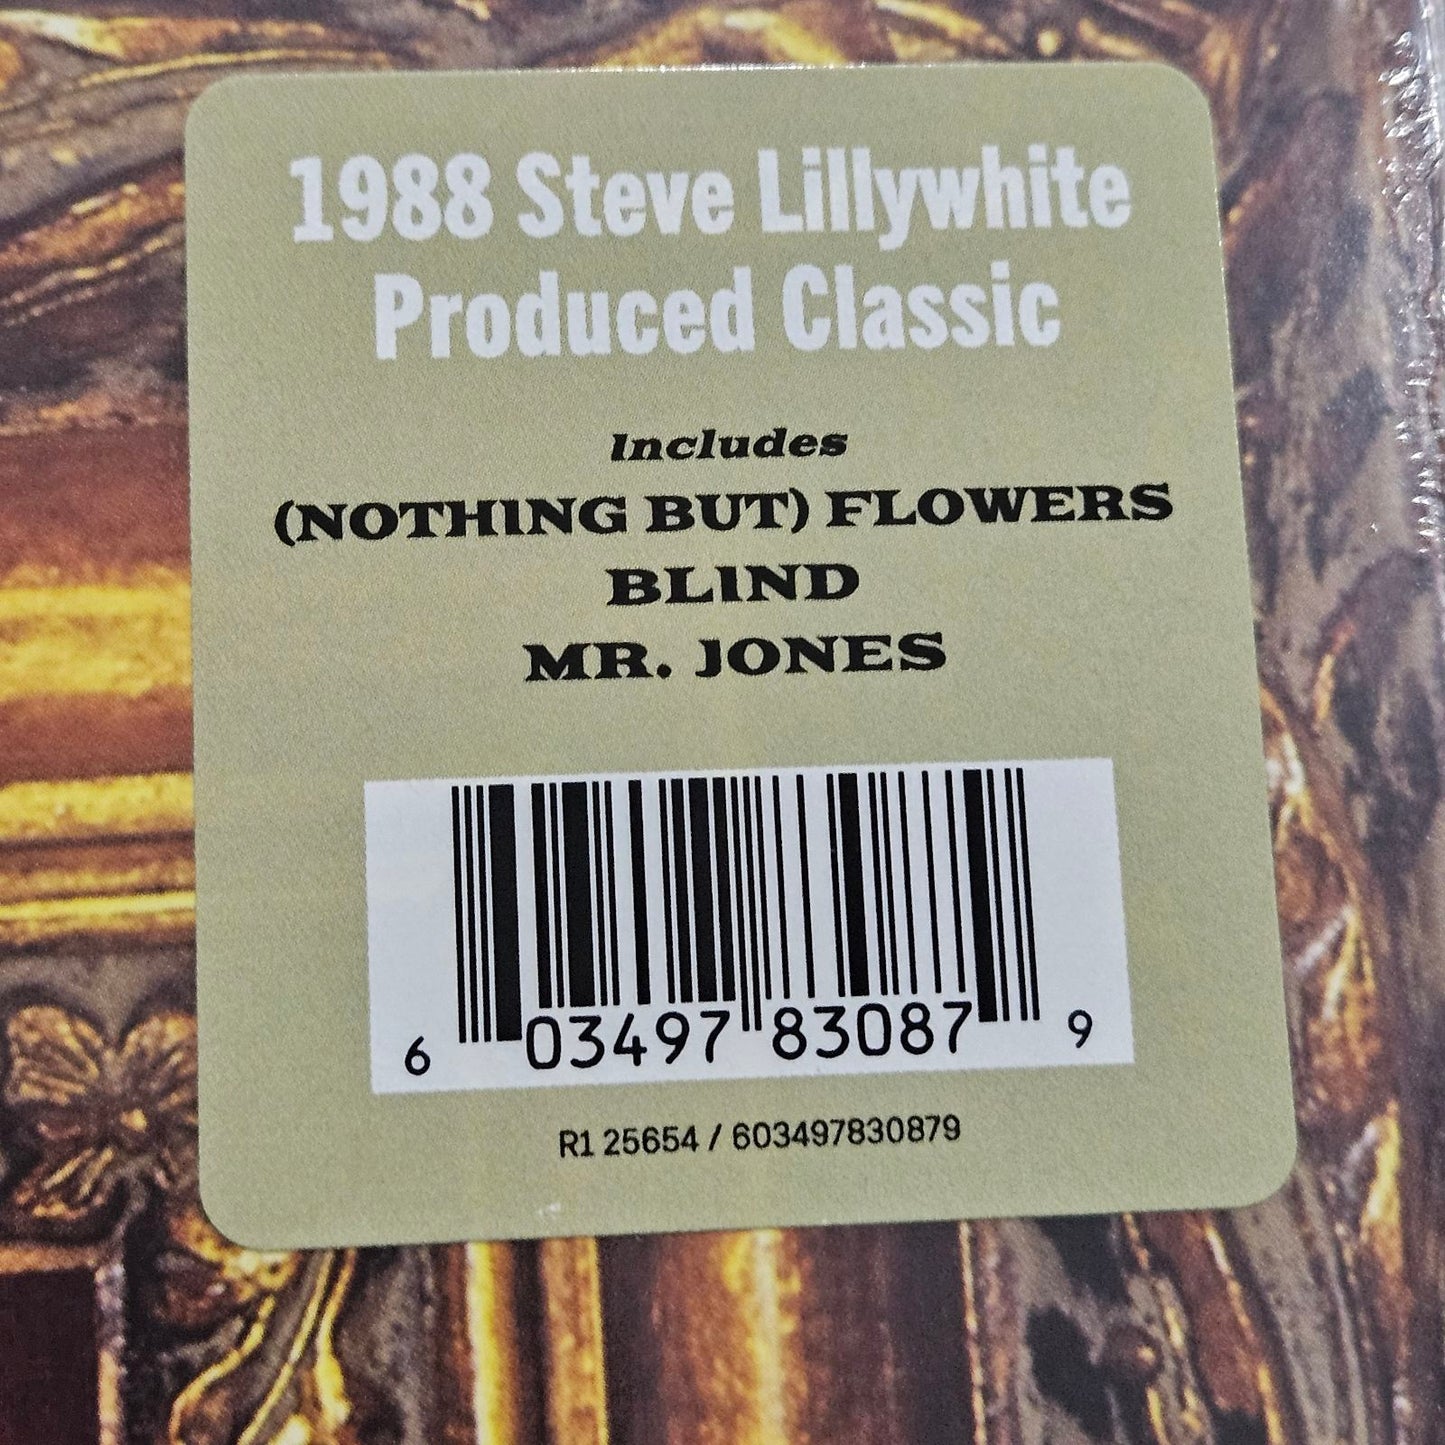 1988 Steve Lillywhite
Produced Classic
Includes
(NOTHING BUT) FLOWERS
BLIND
MR. JONES
6 03497 83087 9
R1 25654 / 603497830879